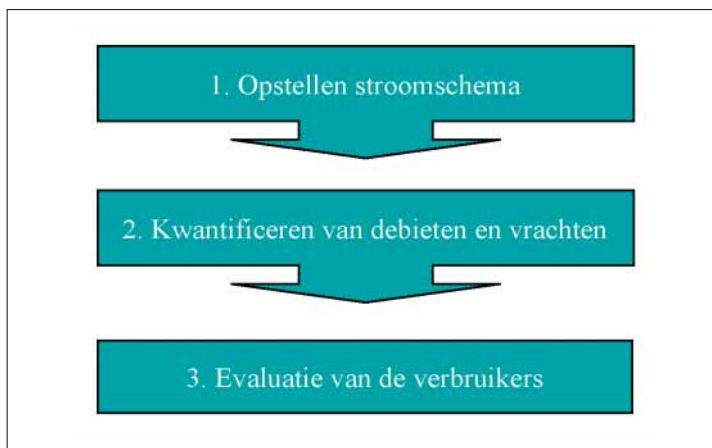 1. Opstellen stroomschema
2. Kwantificeren van debieten en vrachten
3. Evaluatie van de verbruikers